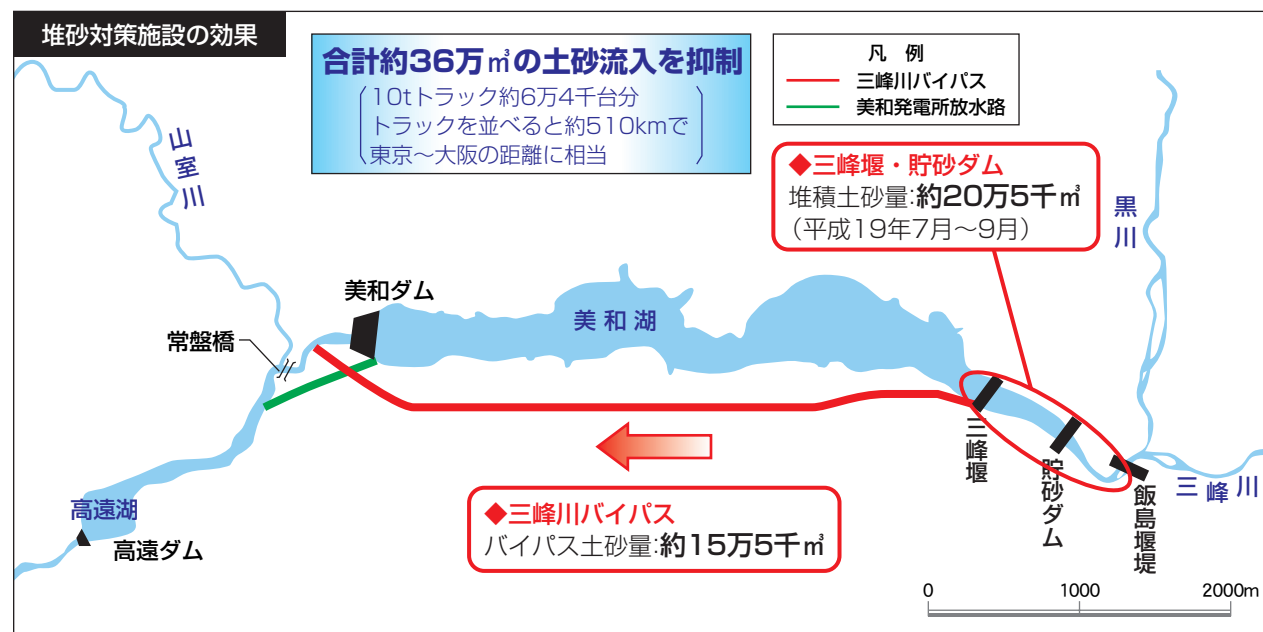 堆砂対策施設の効果
合計約36万㎥の土砂流入を抑制
10tトラック約6万4千台分
トラックを並べると約510kmで
東京～大阪の距離に相当
凡 例
三峰川バイパス
美和発電所放水路
◆三峰堰・貯砂ダム
堆積土砂量:約20万5千㎥
（平成19年7月～9月）
山室川
黒川
美和ダム
美和湖
常盤橋
三峰堰
貯砂ダム
飯島堰堤
三峰川
◆三峰川バイパス
バイパス土砂量:約15万5千㎥
高遠湖
高遠ダム
0 1000 2000m